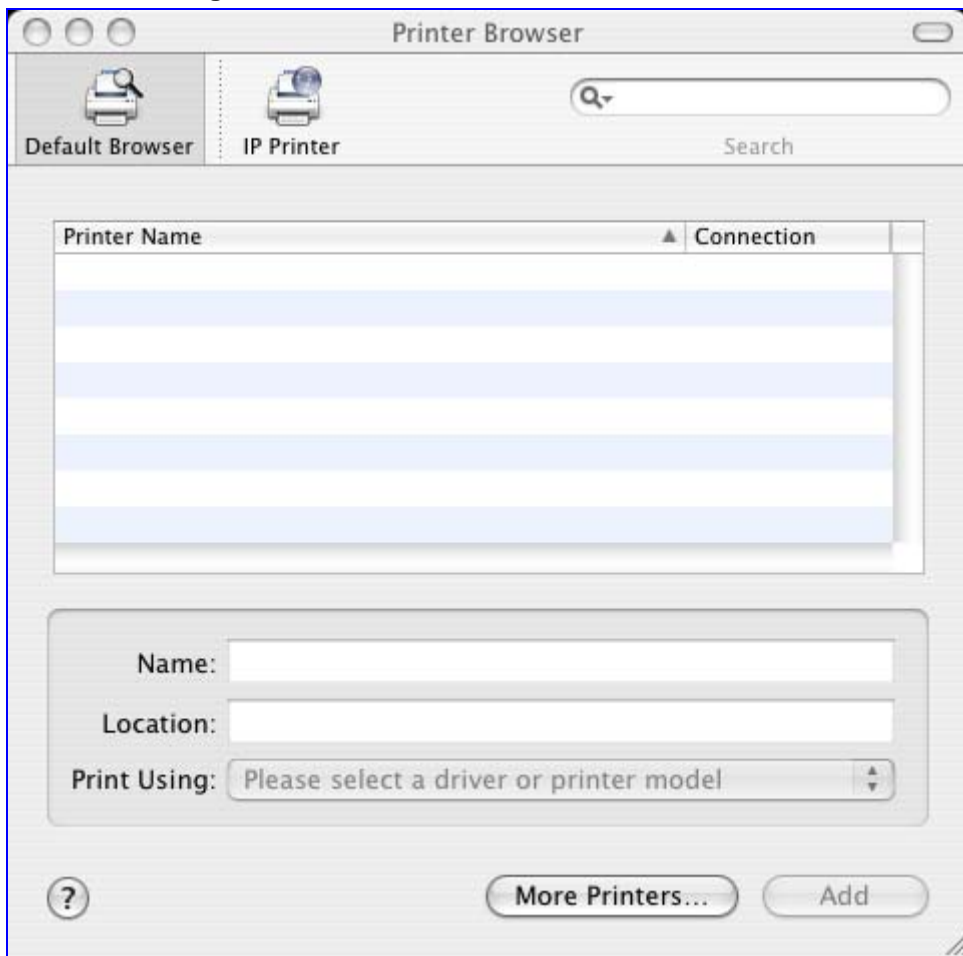 Printer Browser
Default Browser
IP Printer
Search
Printer Name Connection
Name:
Location:
Print Using: Please select a driver or printer model
? More Printers... Add